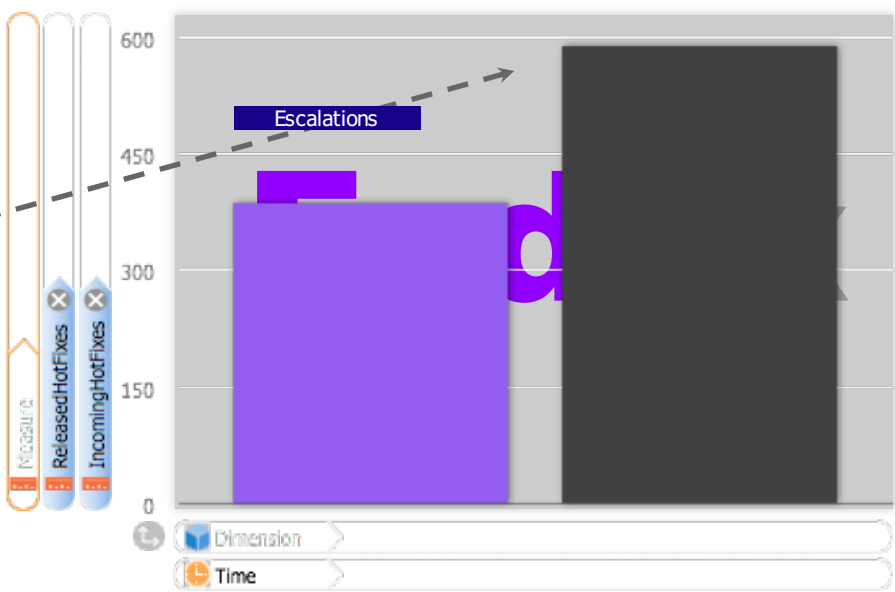 600
Escalations
450
300
150
0
Measure
ReleasedHotFixes
IncomingHotFixes
Dimension
Time